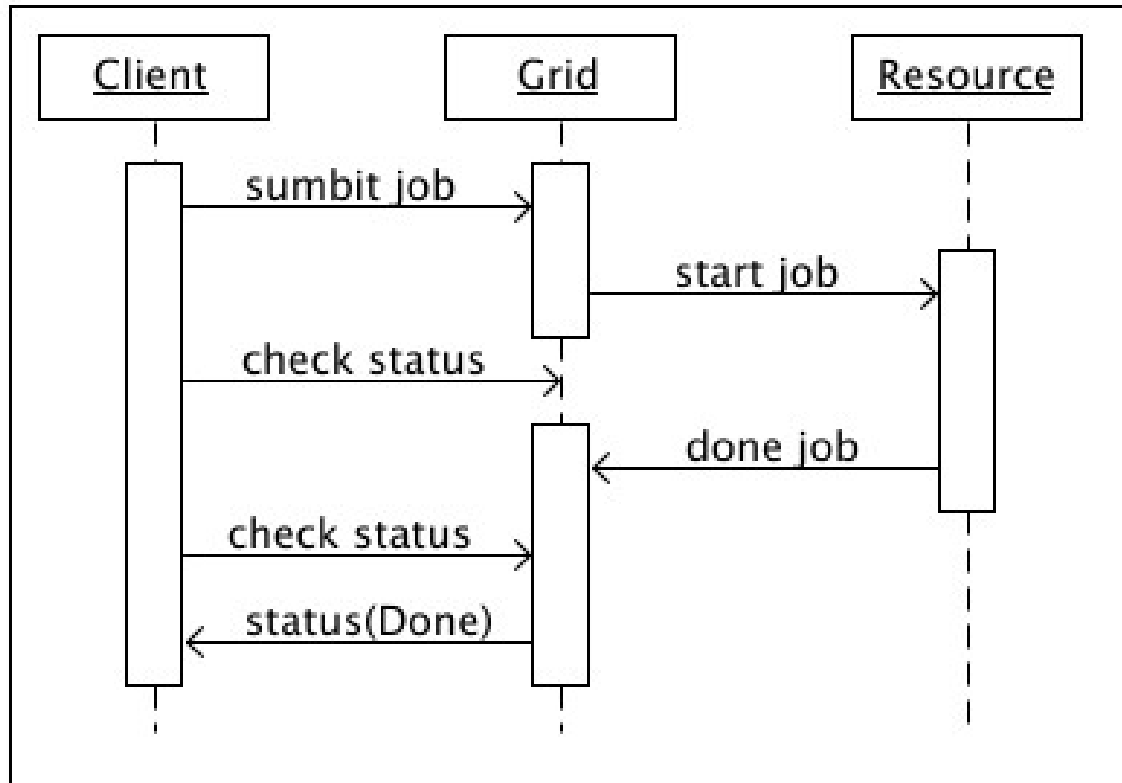 Client
Grid
Resource
sumbit job
start job
check status
done job
check status
status(Done)